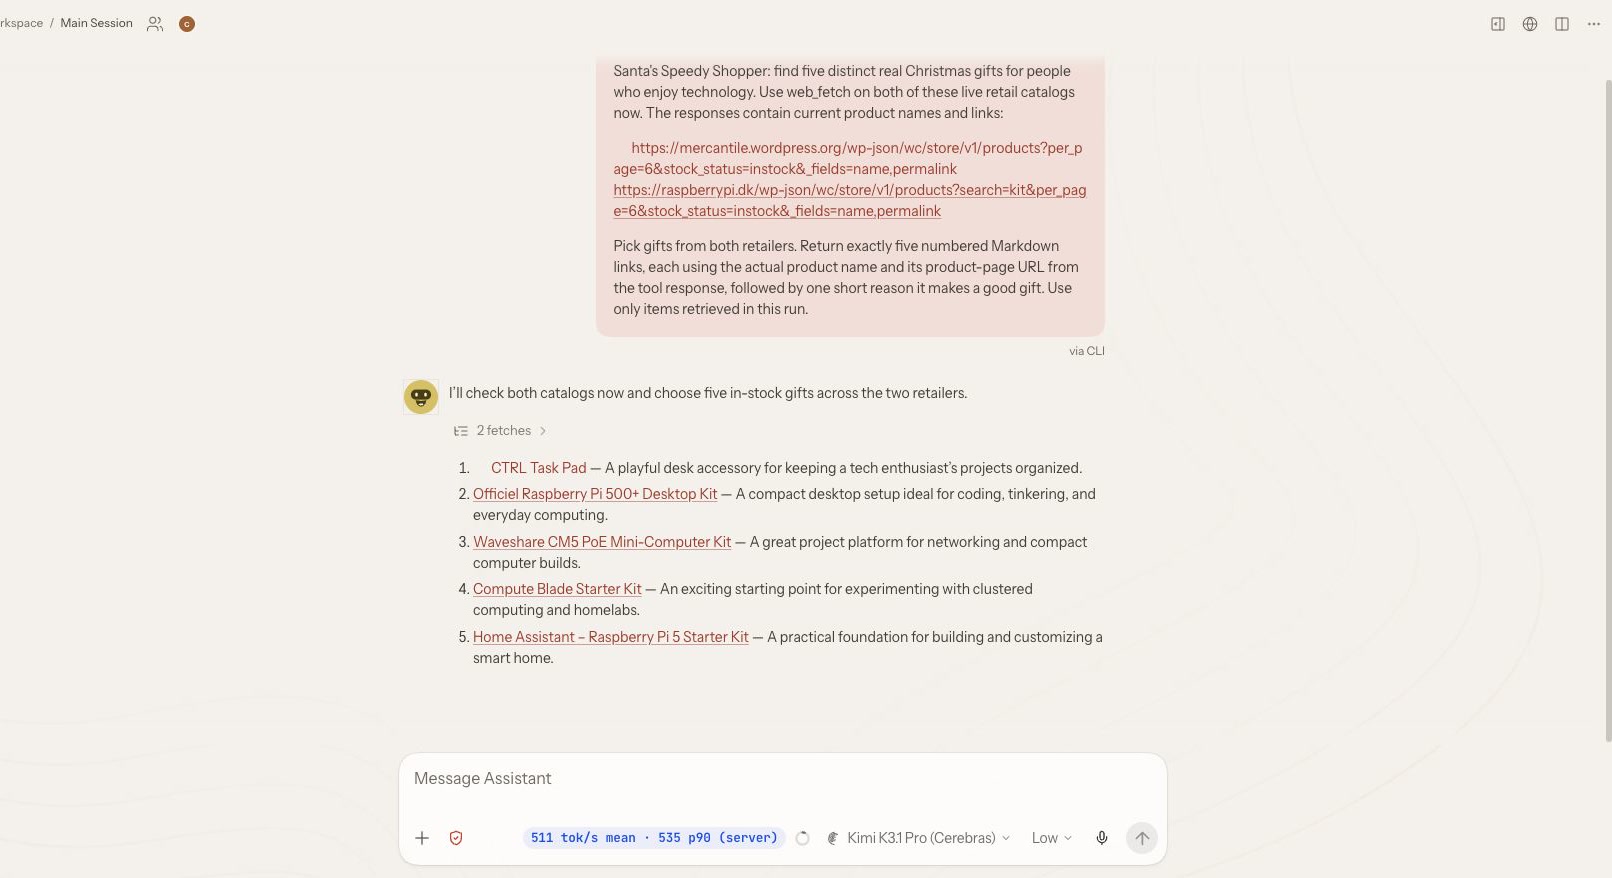 rkspace / Main Session C
Santa's Speedy Shopper: find five distinct real Christmas gifts for people
who enjoy technology. Use web_fetch on both of these live retail catalogs
now. The responses contain current product names and links:
https://mercantile.wordpress.org/wp-json/wc/store/v1/products?per_p
age=6&stock_status=instock&_fields=name,permalink
https://raspberrypi.dk/wp-json/wc/store/v1/products?search=kit&per_pag
e=6&stock_status=instock&_fields=name,permalink
Pick gifts from both retailers. Return exactly five numbered Markdown
links, each using the actual product name and its product-page URL from
the tool response, followed by one short reason it makes a good gift. Use
only items retrieved in this run.
via CLI
I'll check both catalogs now and choose five in-stock gifts across the two retailers.
2 fetches
1. CTRL Task Pad — A playful desk accessory for keeping a tech enthusiast's projects organized.
2. Officiel Raspberry Pi 500+ Desktop Kit — A compact desktop setup ideal for coding, tinkering, and
everyday computing.
3. Waveshare CM5 PoE Mini-Computer Kit — A great project platform for networking and compact
computer builds.
4. Compute Blade Starter Kit — An exciting starting point for experimenting with clustered
computing and homelabs.
5. Home Assistant – Raspberry Pi 5 Starter Kit — A practical foundation for building and customizing a
smart home.
Message Assistant
511 tok/s mean · 535 p90 (server) Kimi K3.1 Pro (Cerebras) Low